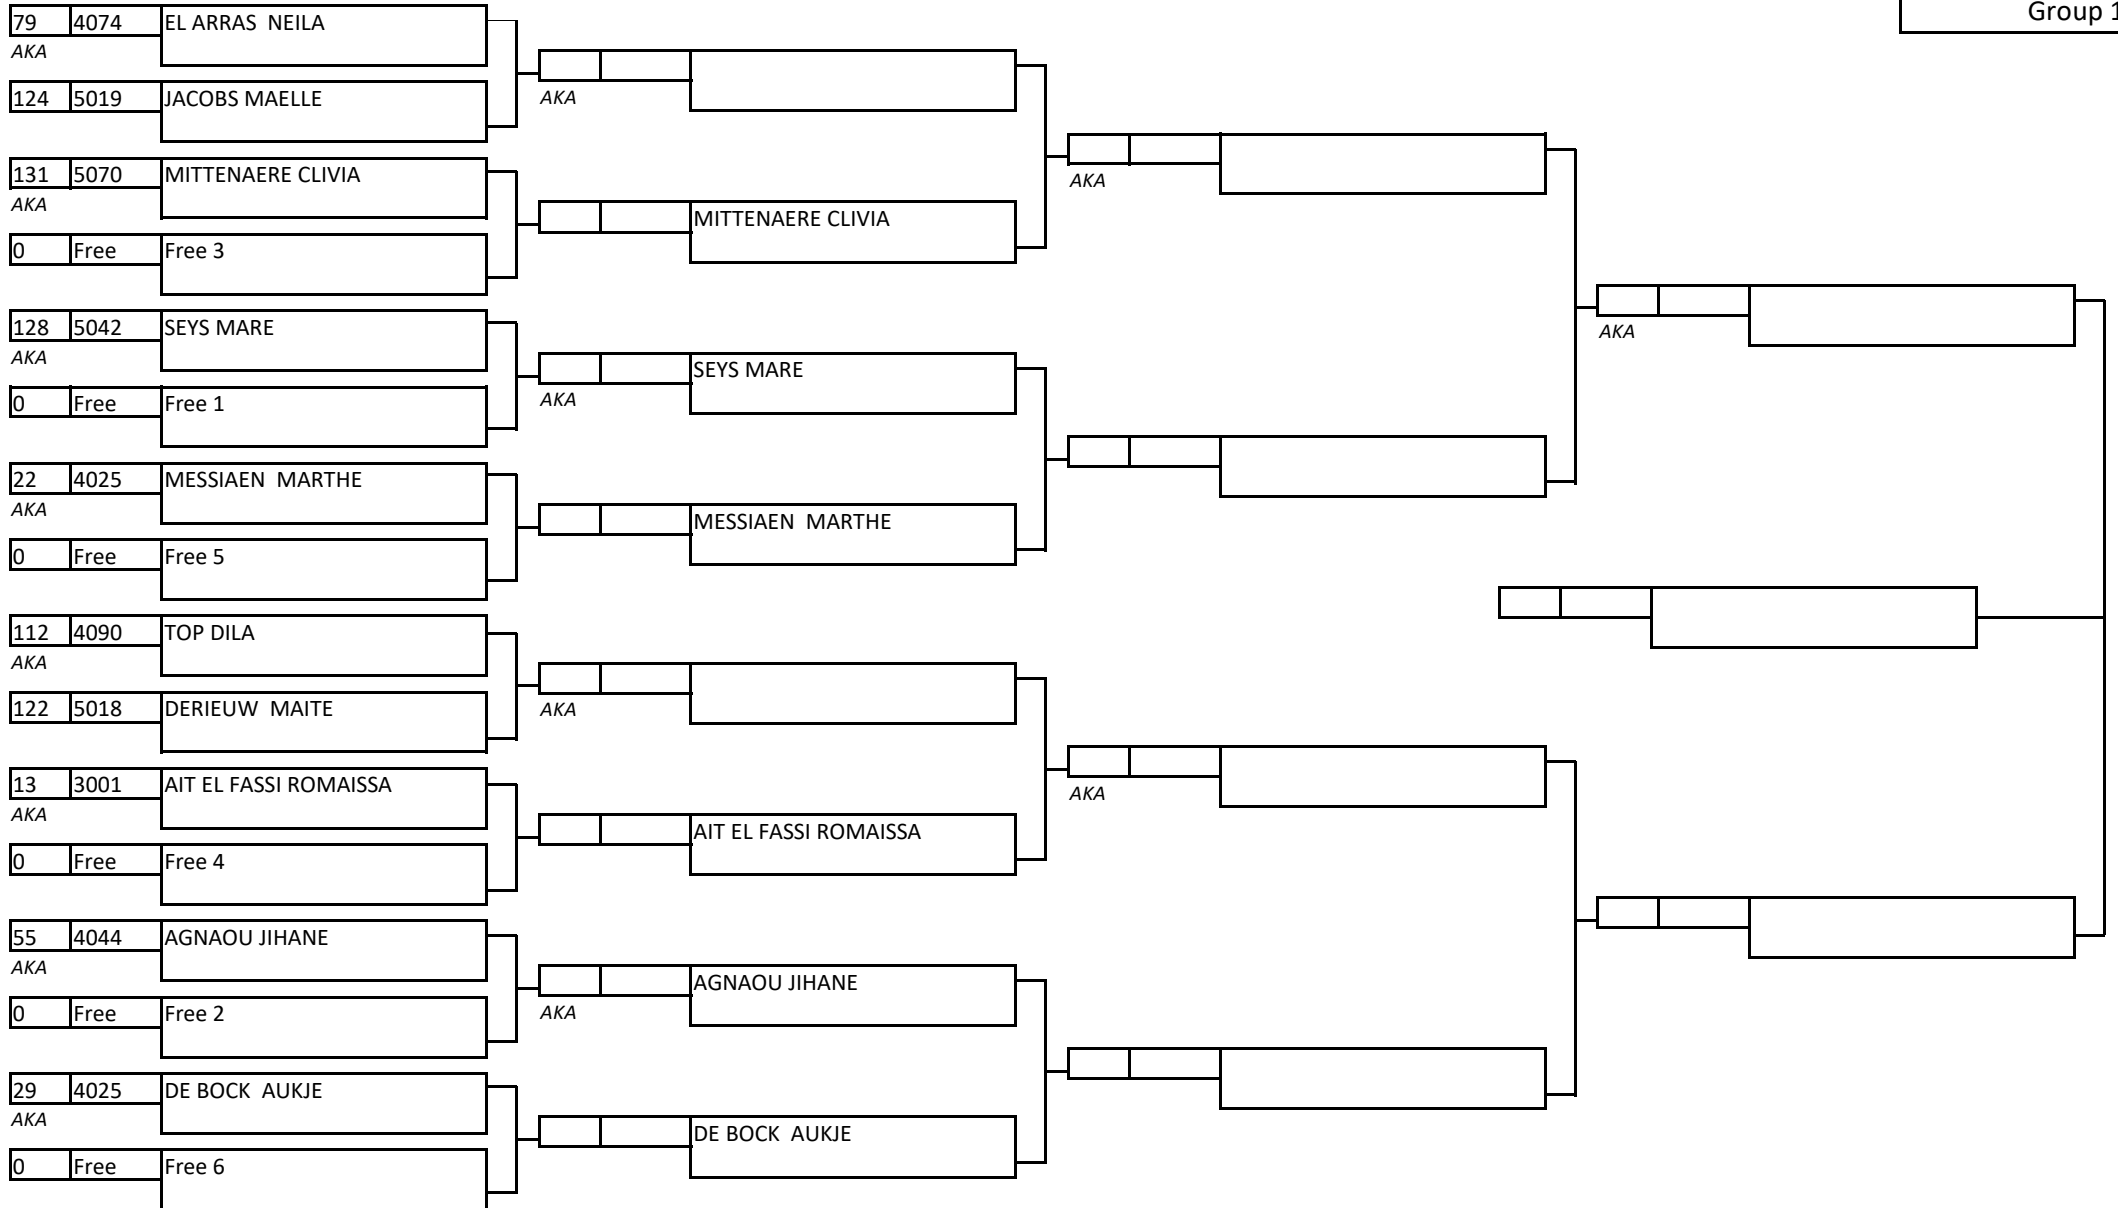 Group 1
79 4074 EL ARRAS  NEILA
AKA
124 5019 JACOBS MAELLE
131 5070 MITTENAERE CLIVIA
AKA
0 Free Free 3
128 5042 SEYS MARE
AKA
0 Free Free 1
22 4025 MESSIAEN  MARTHE
AKA
0 Free Free 5
112 4090 TOP DILA
AKA
122 5018 DERIEUW  MAITE
13 3001 AIT EL FASSI ROMAISSA
AKA
0 Free Free 4
55 4044 AGNAOU JIHANE
AKA
0 Free Free 2
29 4025 DE BOCK  AUKJE
AKA
0 Free Free 6
AKA
MITTENAERE CLIVIA
SEYS MARE
AKA
MESSIAEN  MARTHE
AKA
AIT EL FASSI ROMAISSA
AGNAOU JIHANE
AKA
DE BOCK  AUKJE
AKA
AKA
AKA